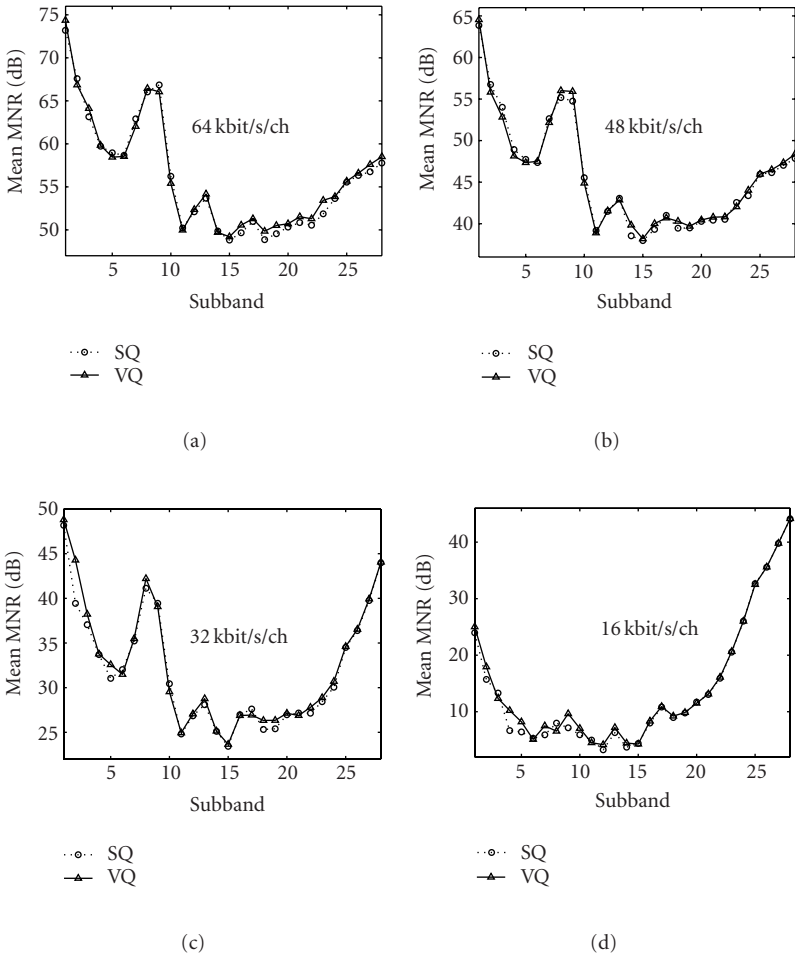 75
70
65
60
55
50
Mean MNR (dB)
64 kbit/s/ch
5 10 15 20 25
Subband
SQ
VQ
(a)
65
60
55
50
45
40
Mean MNR (dB)
48 kbit/s/ch
5 10 15 20 25
Subband
SQ
VQ
(b)
50
45
40
35
30
25
Mean MNR (dB)
32 kbit/s/ch
5 10 15 20 25
Subband
SQ
VQ
(c)
40
30
20
10
Mean MNR (dB)
16 kbit/s/ch
5 10 15 20 25
Subband
SQ
VQ
(d)